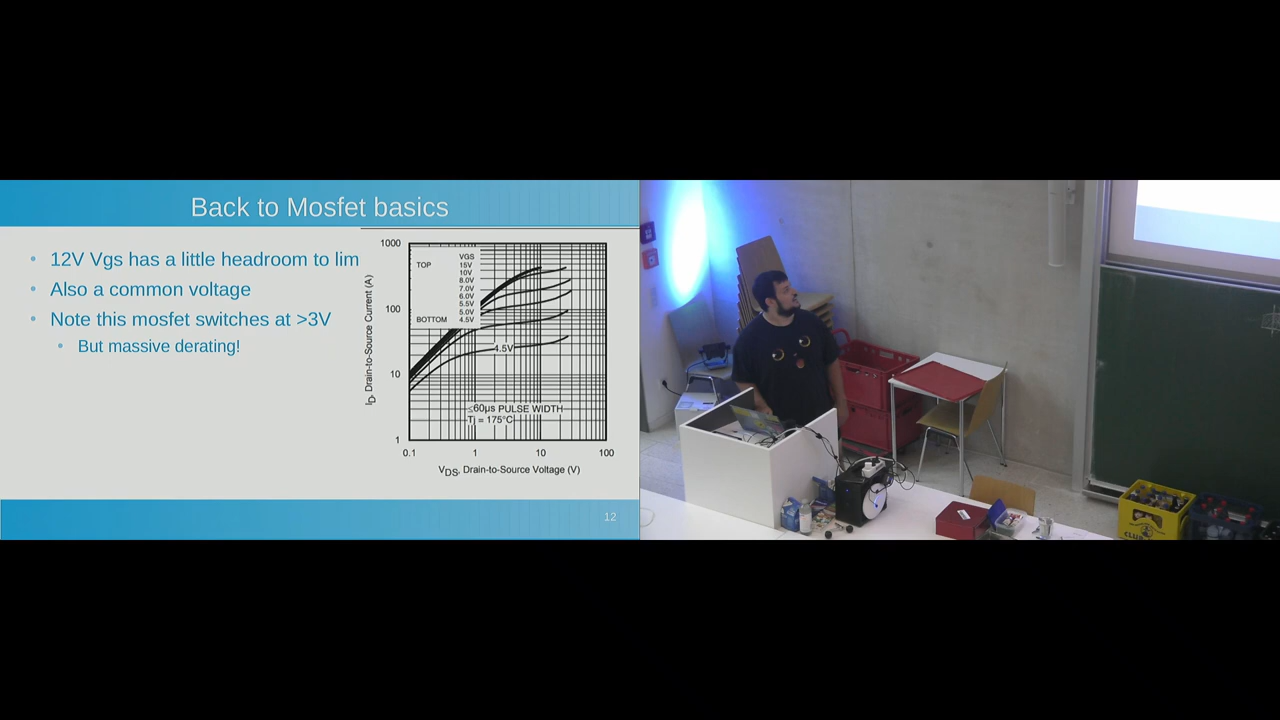 Back to Mosfet basics
12V Vgs has a little headroom to lim
Also a common voltage
Note this mosfet switches at >3V
But massive derating!
ID, Drain-to-Source Current (A)
1000
100
10
1
TOP
BOTTOM
VGS
15V
10V
8.0V
7.0V
6.0V
5.5V
5.0V
4.5V
4.5V
≤60µs PULSE WIDTH
Tj = 175°C
0.1 1 10 100
VDS, Drain-to-Source Voltage (V)
12
CLUB